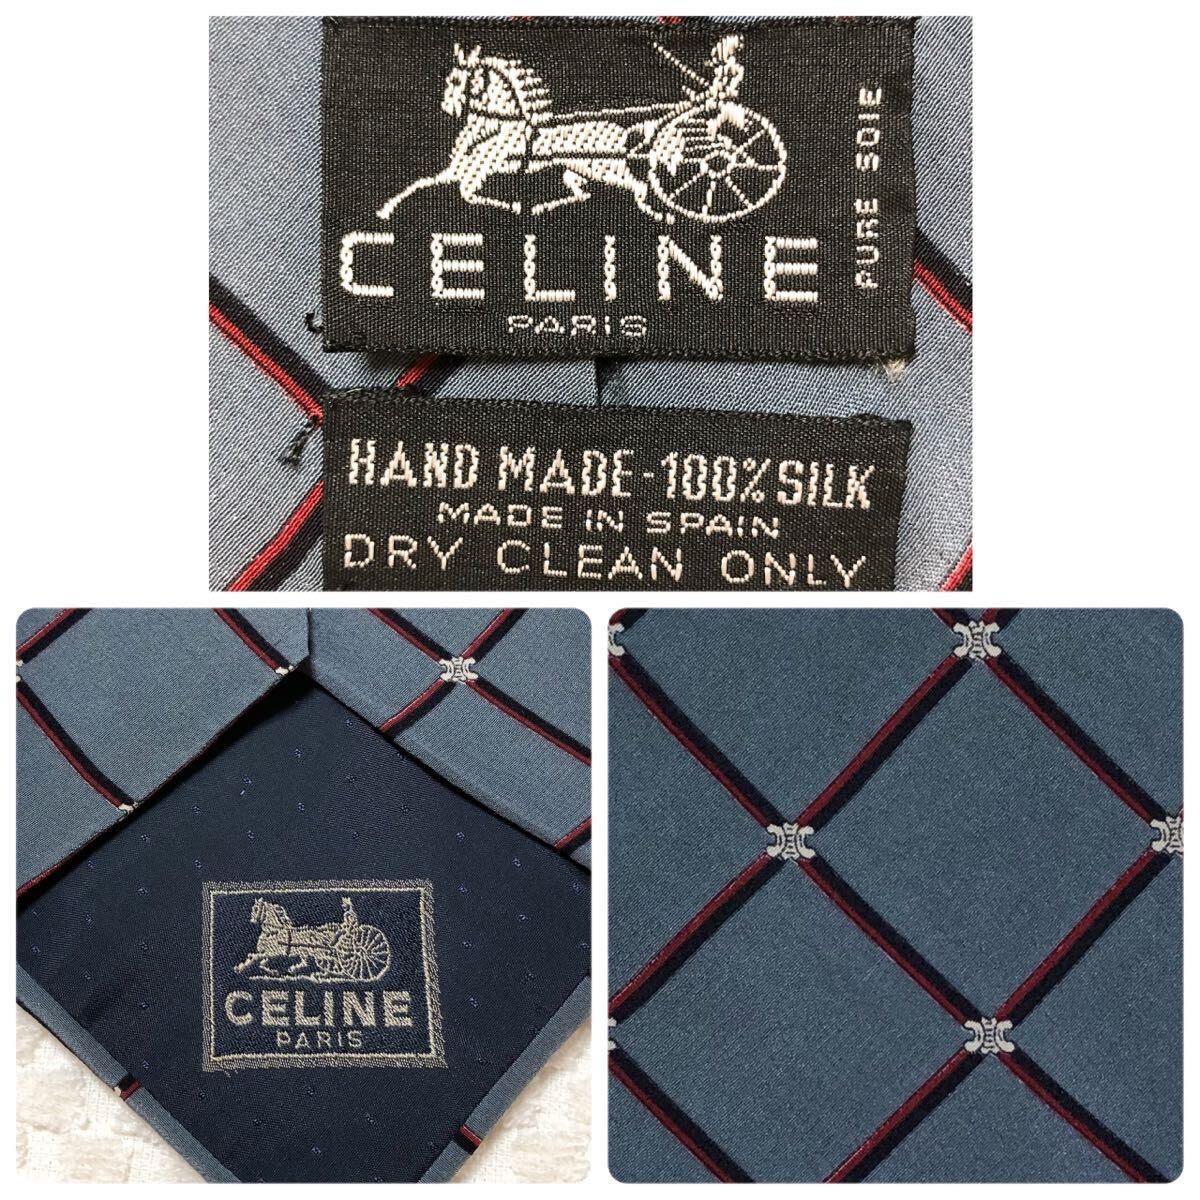 CELINE
PARIS
PURE SOIE
HAND MADE-100% SILK
MADE IN SPAIN
DRY CLEAN ONLY
CELINE
PARIS